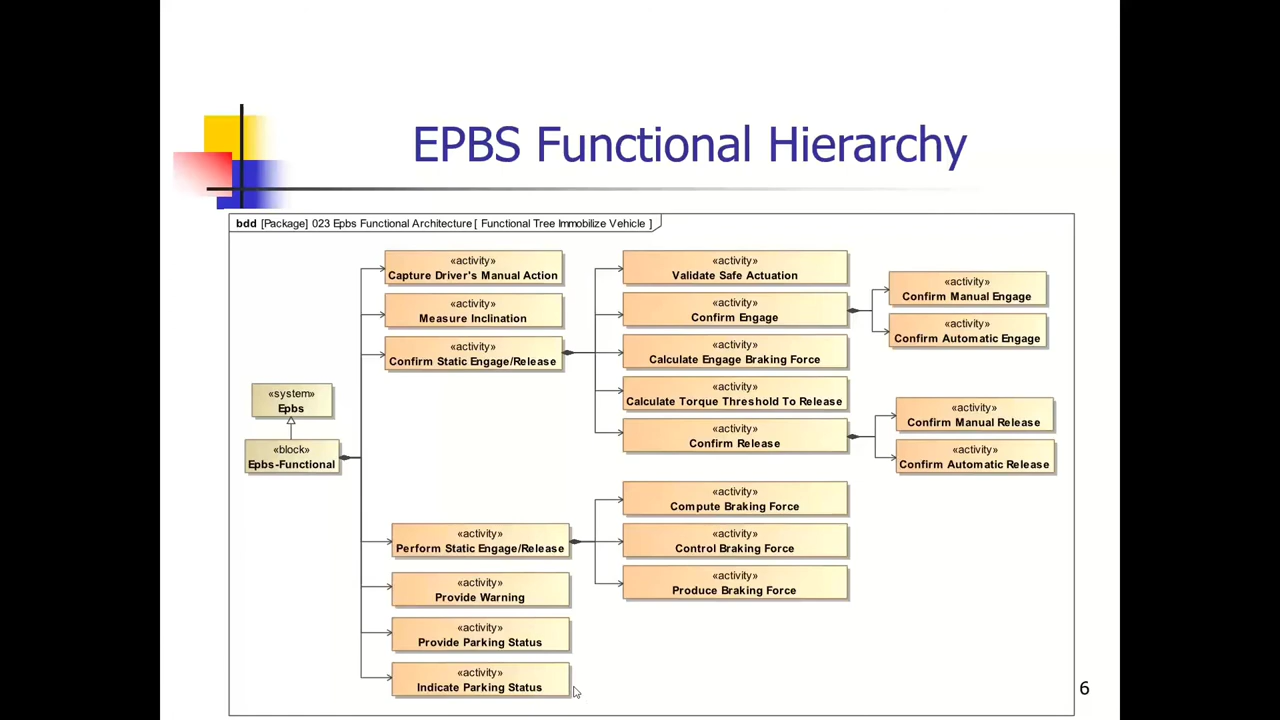 EPBS Functional Hierarchy
bdd [Package] 023 Epbs Functional Architecture [ Functional Tree Immobilize Vehicle ]
«activity»
Capture Driver's Manual Action
«activity»
Measure Inclination
«activity»
Confirm Static Engage/Release
«system»
Epbs
«block»
Epbs-Functional
«activity»
Perform Static Engage/Release
«activity»
Provide Warning
«activity»
Provide Parking Status
«activity»
Indicate Parking Status
«activity»
Validate Safe Actuation
«activity»
Confirm Engage
«activity»
Calculate Engage Braking Force
«activity»
Calculate Torque Threshold To Release
«activity»
Confirm Release
«activity»
Compute Braking Force
«activity»
Control Braking Force
«activity»
Produce Braking Force
«activity»
Confirm Manual Engage
«activity»
Confirm Automatic Engage
«activity»
Confirm Manual Release
«activity»
Confirm Automatic Release
6